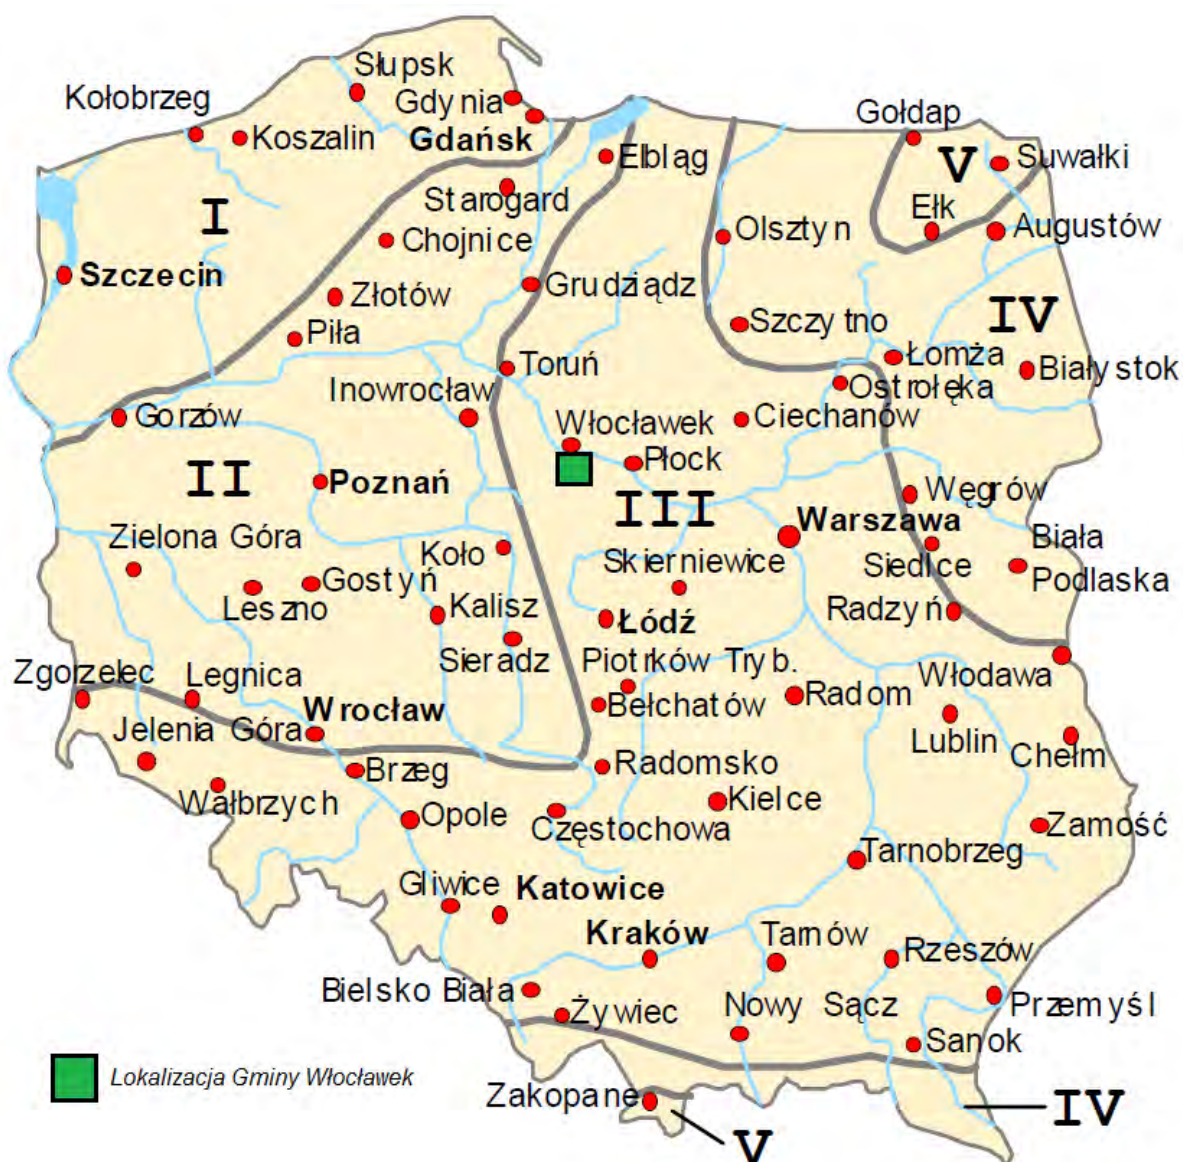 Słupsk
Kołobrzeg
Gdynia
Gołdap
Koszalin
Gdańsk
Elbląg
V
Suwałki
Starogard
I
Ełk
Augustów
Chojnice
Olsztyn
Szczecin
Złotów
Grudziądz
IV
Piła
Szczytno
Toruń
Łomża
Białystok
Inowrocław
Ostrołęka
Gorzów
Włocławek
Ciechanów
II
Poznań
Płock
Węgrów
III
Warszawa
Zielona Góra
Koło
Skierniewice
Siedlce
Biała
Podlaska
Gostyń
Leszno
Kalisz
Łódź
Radzyń
Zgorzelec
Legnica
Sieradz
Piotrków Tryb.
Włodawa
Wrocław
Bełchatów
Radom
Jelenia Góra
Lublin
Chełm
Brzeg
Radomsko
Wałbrzych
Kielce
Opole
Częstochowa
Zamość
Tarnobrzeg
Gliwice
Katowice
Kraków
Tarnów
Rzeszów
Bielsko Biała
Żywiec
Nowy Sącz
Przemyśl
Sanok
Lokalizacja Gminy Włocławek
Zakopane
IV
V